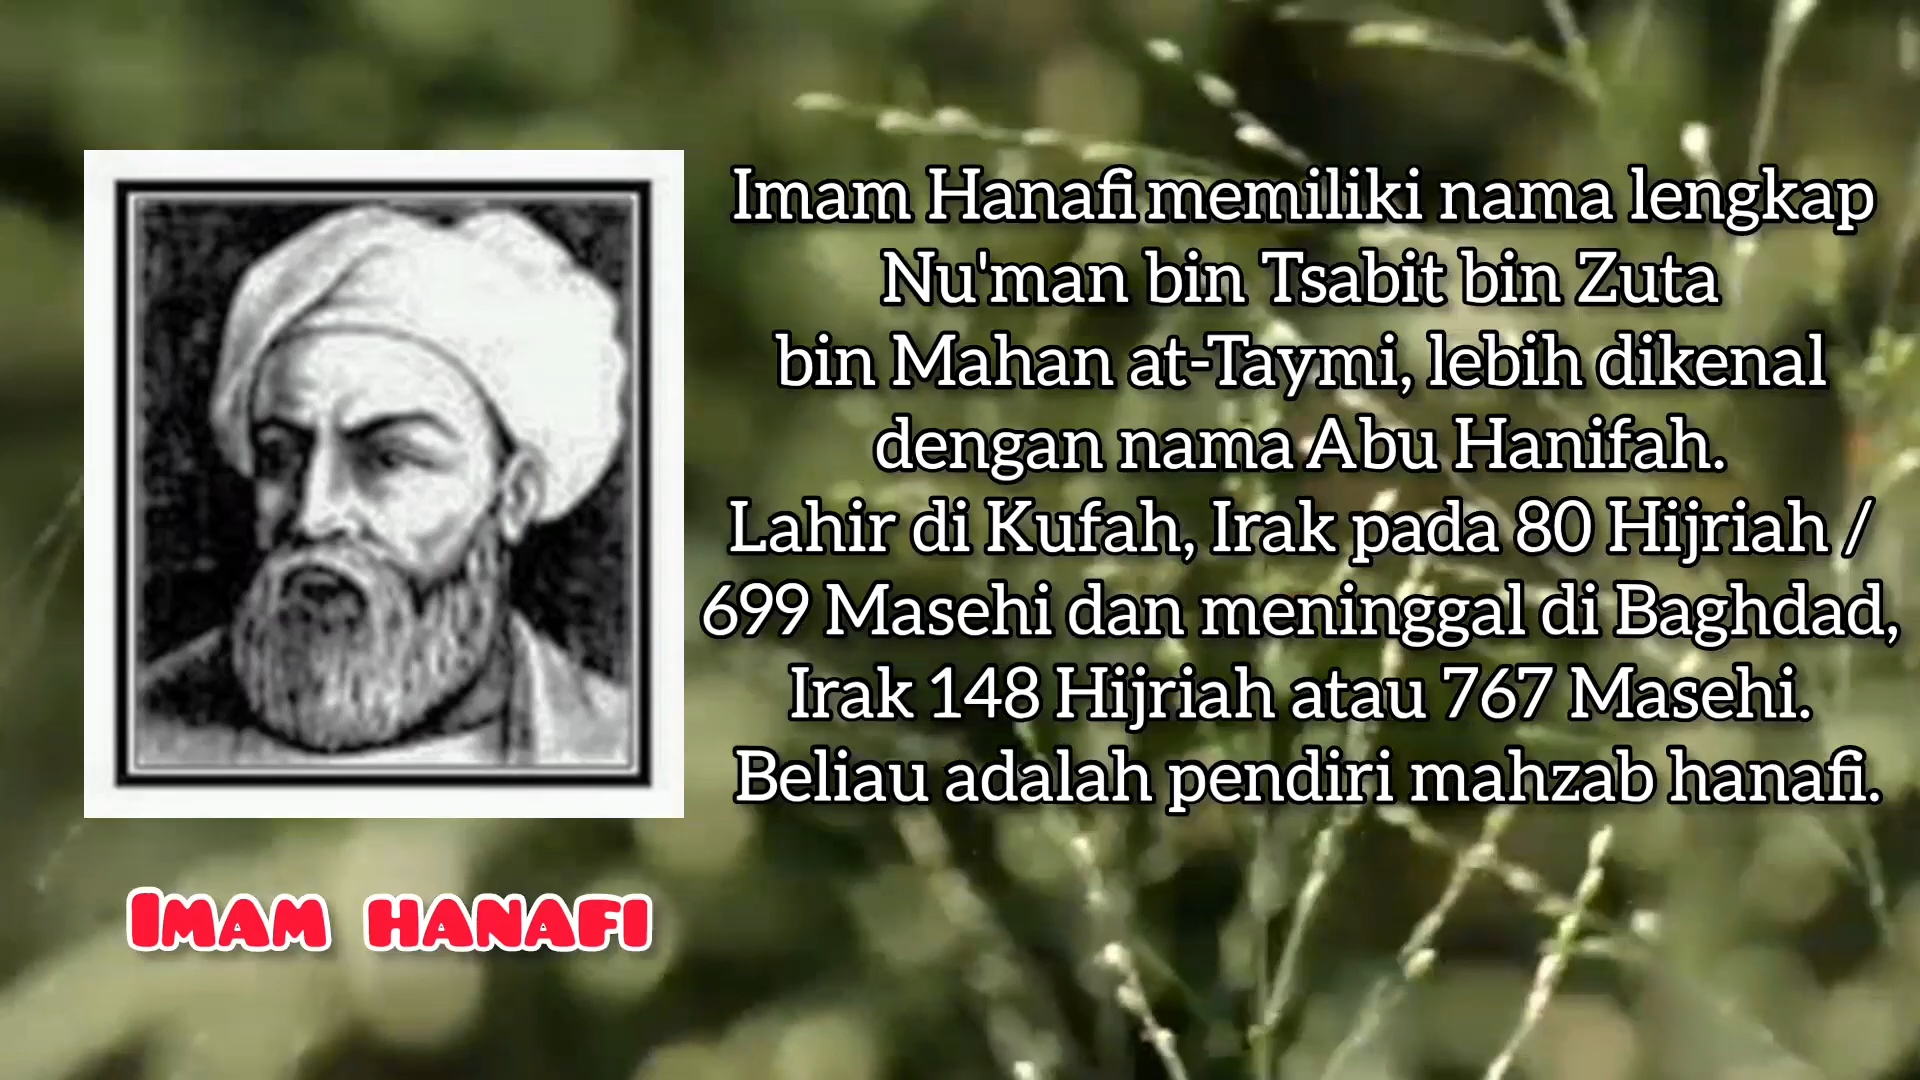 Imam Hanafi memiliki nama lengkap
Nu'man bin Tsabit bin Zuta
bin Mahan at-Taymi, lebih dikenal
dengan nama Abu Hanifah.
Lahir di Kufah, Irak pada 80 Hijriah /
699 Masehi dan meninggal di Baghdad,
Irak 148 Hijriah atau 767 Masehi.
Beliau adalah pendiri mahzab hanafi.
IMAM HANAFI